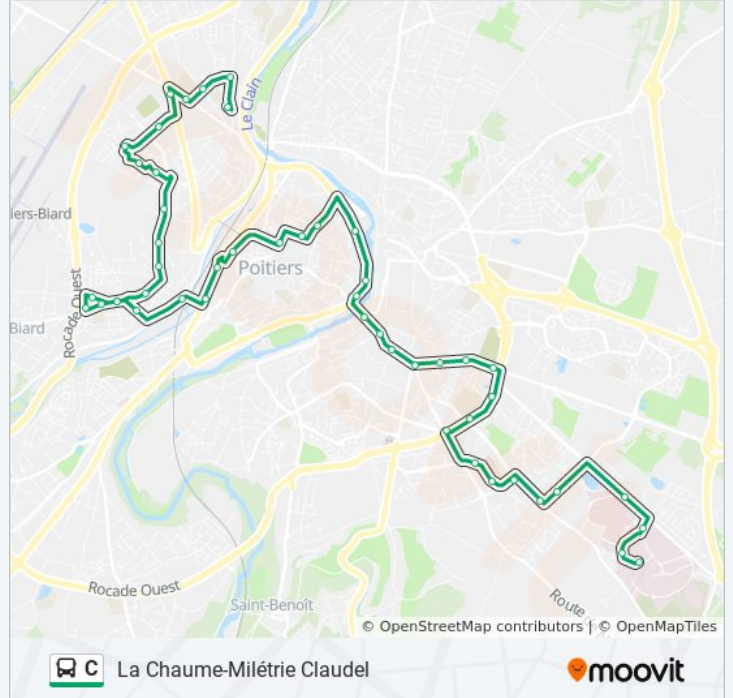 Le Clain
iers-Biard
Poitiers
Rocade Ouest
Biard
Rocade Ouest
Saint-Benoît
Route
© OpenStreetMap contributors | © OpenMapTiles
C La Chaume-Milétrie Claudel
moovit